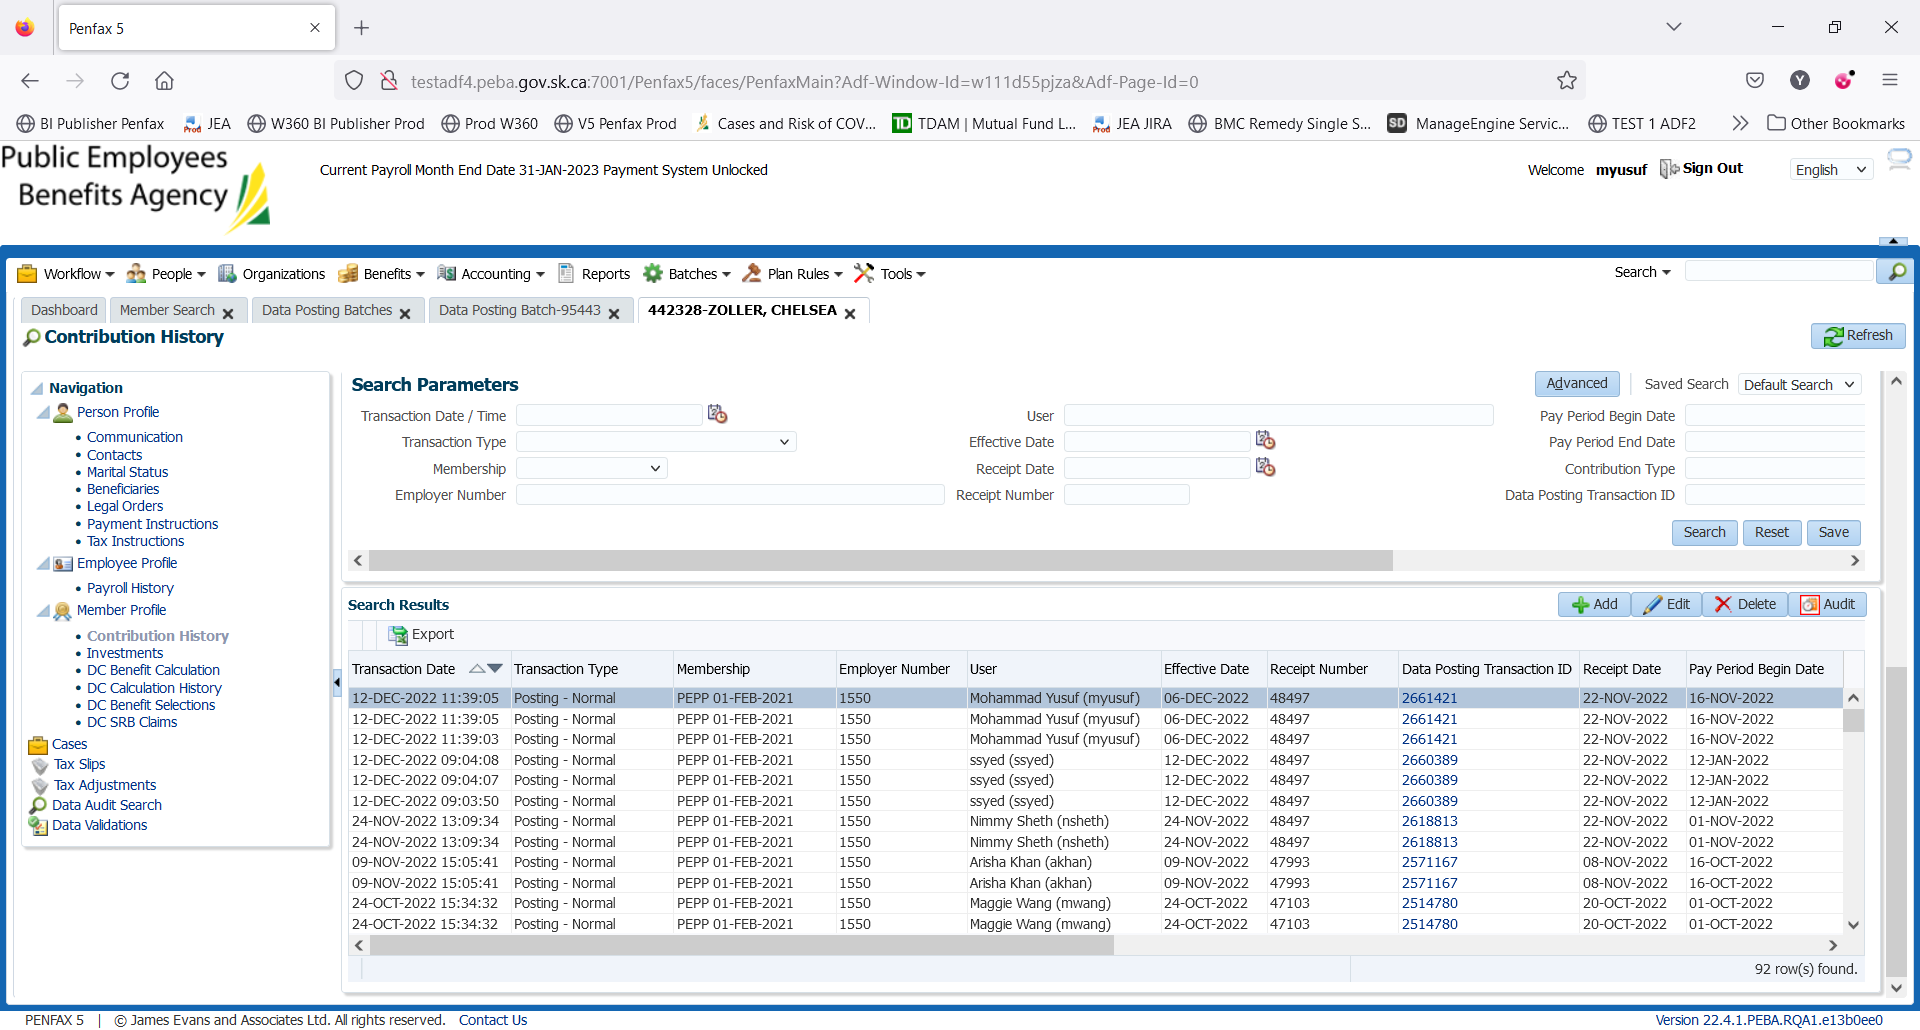 Penfax 5
testadf4.peba.gov.sk.ca:7001/Penfax5/faces/PenfaxMain?Adf-Window-Id=w111d55pjza&Adf-Page-Id=0
Y
BI Publisher Penfax JEA W360 BI Publisher Prod Prod W360 V5 Penfax Prod Cases and Risk of COV... TD TDAM | Mutual Fund L... JEA JIRA BMC Remedy Single S... SD ManageEngine Servic... TEST 1 ADF2 Other Bookmarks
Public Employees
Benefits Agency
Current Payroll Month End Date 31-JAN-2023 Payment System Unlocked
Welcome myusuf Sign Out English
Workflow People Organizations Benefits Accounting Reports Batches Plan Rules Tools Search
Dashboard Member Search Data Posting Batches Data Posting Batch-95443 442328-ZOLLER, CHELSEA
Contribution History
Refresh
Navigation
Person Profile
Communication
Contacts
Marital Status
Beneficiaries
Legal Orders
Payment Instructions
Tax Instructions
Employee Profile
Payroll History
Member Profile
Contribution History
Investments
DC Benefit Calculation
DC Calculation History
DC Benefit Selections
DC SRB Claims
Cases
Tax Slips
Tax Adjustments
Data Audit Search
Data Validations
Search Parameters
Advanced Saved Search Default Search
Transaction Date / Time User Pay Period Begin Date
Transaction Type Effective Date Pay Period End Date
Membership Receipt Date Contribution Type
Employer Number Receipt Number Data Posting Transaction ID
Search Reset Save
Search Results
Add Edit Delete Audit
Export
Transaction Date Transaction Type Membership Employer Number User Effective Date Receipt Number Data Posting Transaction ID Receipt Date Pay Period Begin Date
12-DEC-2022 11:39:05 Posting - Normal PEPP 01-FEB-2021 1550 Mohammad Yusuf (myusuf) 06-DEC-2022 48497 2661421 22-NOV-2022 16-NOV-2022
12-DEC-2022 11:39:05 Posting - Normal PEPP 01-FEB-2021 1550 Mohammad Yusuf (myusuf) 06-DEC-2022 48497 2661421 22-NOV-2022 16-NOV-2022
12-DEC-2022 11:39:03 Posting - Normal PEPP 01-FEB-2021 1550 Mohammad Yusuf (myusuf) 06-DEC-2022 48497 2661421 22-NOV-2022 16-NOV-2022
12-DEC-2022 09:04:08 Posting - Normal PEPP 01-FEB-2021 1550 ssyed (ssyed) 12-DEC-2022 48497 2660389 22-NOV-2022 12-JAN-2022
12-DEC-2022 09:04:07 Posting - Normal PEPP 01-FEB-2021 1550 ssyed (ssyed) 12-DEC-2022 48497 2660389 22-NOV-2022 12-JAN-2022
12-DEC-2022 09:03:50 Posting - Normal PEPP 01-FEB-2021 1550 ssyed (ssyed) 12-DEC-2022 48497 2660389 22-NOV-2022 12-JAN-2022
24-NOV-2022 13:09:34 Posting - Normal PEPP 01-FEB-2021 1550 Nimmy Sheth (nsheth) 24-NOV-2022 48497 2618813 22-NOV-2022 01-NOV-2022
24-NOV-2022 13:09:34 Posting - Normal PEPP 01-FEB-2021 1550 Nimmy Sheth (nsheth) 24-NOV-2022 48497 2618813 22-NOV-2022 01-NOV-2022
09-NOV-2022 15:05:41 Posting - Normal PEPP 01-FEB-2021 1550 Arisha Khan (akhan) 09-NOV-2022 47993 2571167 08-NOV-2022 16-OCT-2022
09-NOV-2022 15:05:41 Posting - Normal PEPP 01-FEB-2021 1550 Arisha Khan (akhan) 09-NOV-2022 47993 2571167 08-NOV-2022 16-OCT-2022
24-OCT-2022 15:34:32 Posting - Normal PEPP 01-FEB-2021 1550 Maggie Wang (mwang) 24-OCT-2022 47103 2514780 20-OCT-2022 01-OCT-2022
24-OCT-2022 15:34:32 Posting - Normal PEPP 01-FEB-2021 1550 Maggie Wang (mwang) 24-OCT-2022 47103 2514780 20-OCT-2022 01-OCT-2022
92 row(s) found.
PENFAX 5 | © James Evans and Associates Ltd. All rights reserved. Contact Us
Version 22.4.1.PEBA.RQA1.e13b0ee0